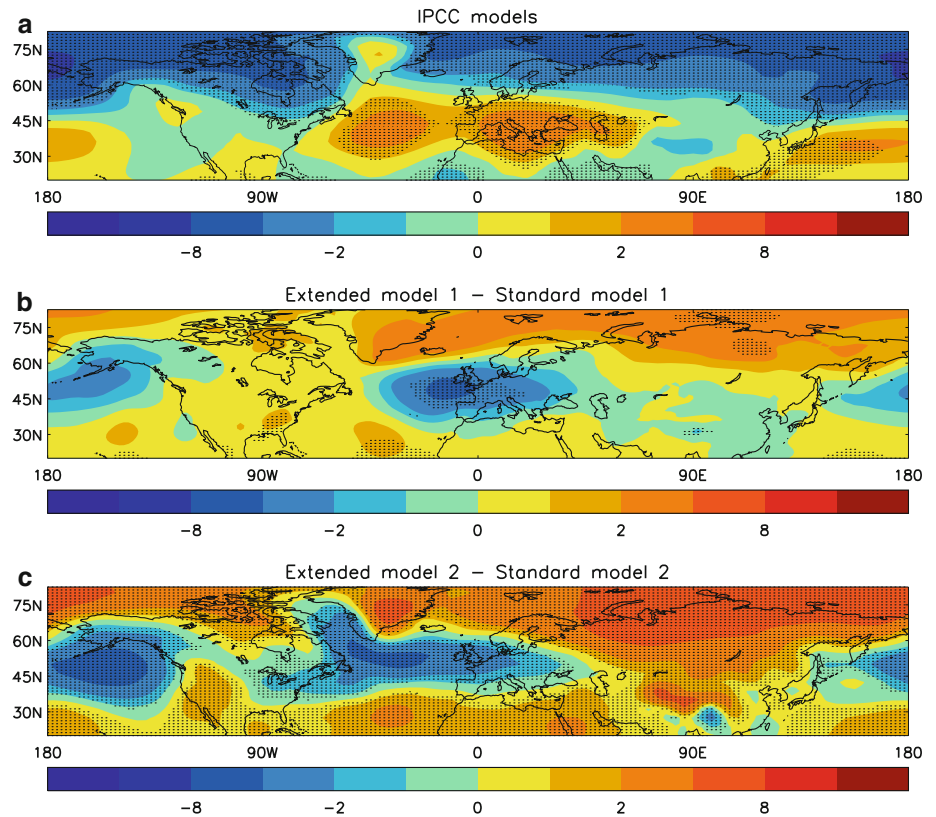 a
IPCC models
75N
60N
45N
30N
180 90W 0 90E 180
-8 -2 0 2 8
b
Extended model 1 - Standard model 1
75N
60N
45N
30N
180 90W 0 90E 180
-8 -2 0 2 8
c
Extended model 2 - Standard model 2
75N
60N
45N
30N
180 90W 0 90E 180
-8 -2 0 2 8